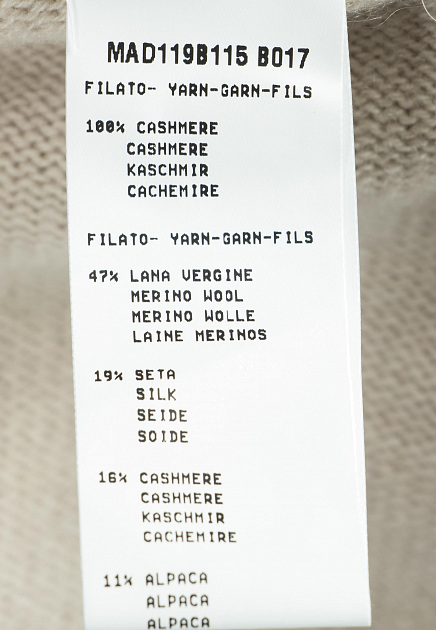 MAD119B115 B017
FILATO- YARN-GARN-FILS
100% CASHMERE
CASHMERE
KASCHMIR
CACHEMIRE
FILATO- YARN-GARN-FILS
47% LANA VERGINE
MERINO WOOL
MERINO WOLLE
LAINE MERINOS
19% SETA
SILK
SEIDE
SOIDE
16% CASHMERE
CASHMERE
KASCHMIR
CACHEMIRE
11% ALPACA
ALPACA
ALPACA